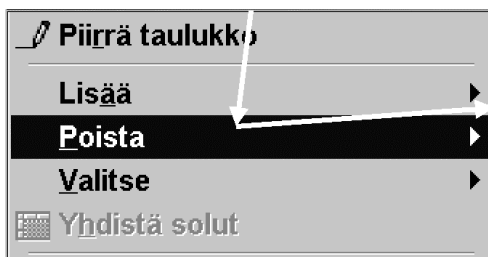 Piirrä taulukko
Lisää
Poista
Valitse
Yhdistä solut